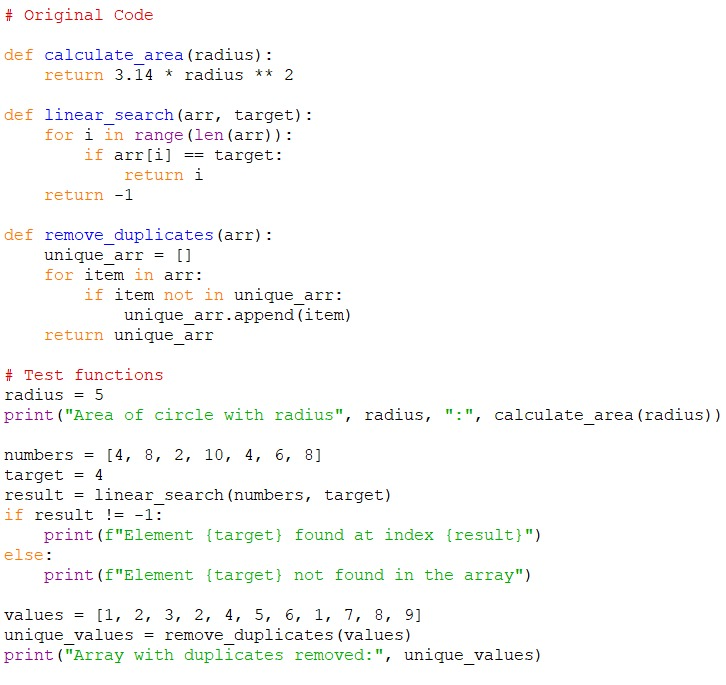 # Original Code

def calculate_area(radius):
    return 3.14 * radius ** 2

def linear_search(arr, target):
    for i in range(len(arr)):
        if arr[i] == target:
            return i
    return -1

def remove_duplicates(arr):
    unique_arr = []
    for item in arr:
        if item not in unique_arr:
            unique_arr.append(item)
    return unique_arr

# Test functions
radius = 5
print("Area of circle with radius", radius, ":", calculate_area(radius))

numbers = [4, 8, 2, 10, 4, 6, 8]
target = 4
result = linear_search(numbers, target)
if result != -1:
    print(f"Element {target} found at index {result}")
else:
    print(f"Element {target} not found in the array")

values = [1, 2, 3, 2, 4, 5, 6, 1, 7, 8, 9]
unique_values = remove_duplicates(values)
print("Array with duplicates removed:", unique_values)